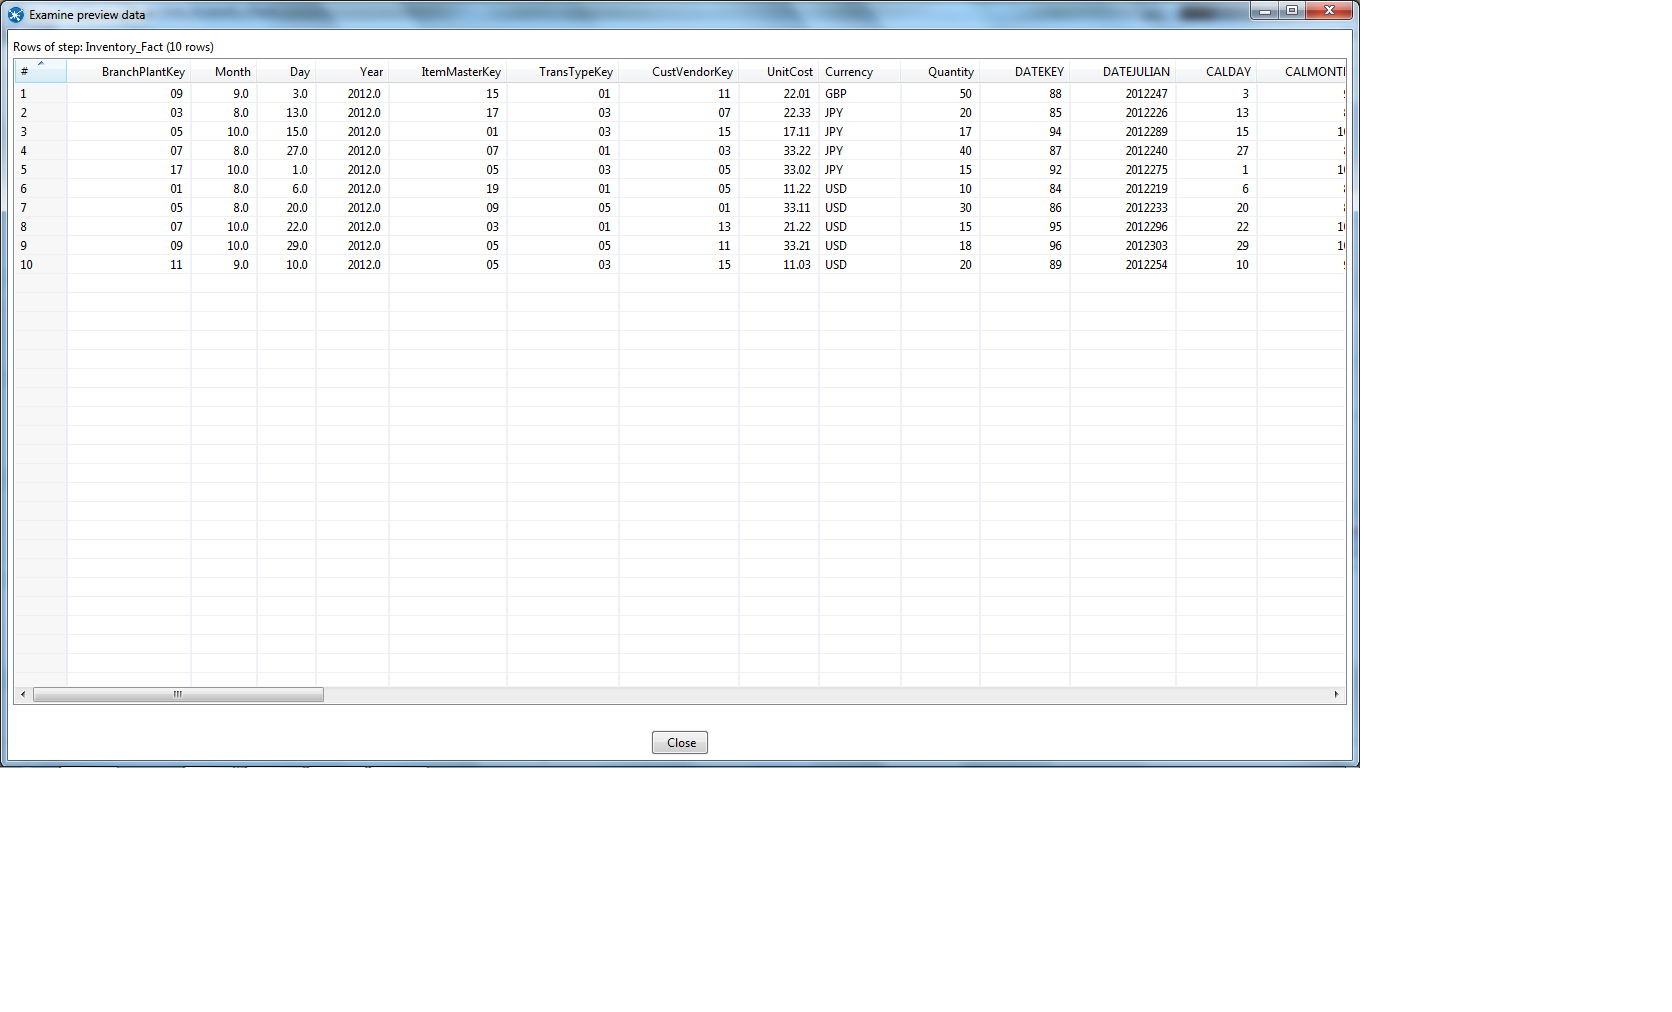 Examine preview data
Rows of step: Inventory_Fact (10 rows)
# BranchPlantKey Month Day Year ItemMasterKey TransTypeKey CustVendorKey UnitCost Currency Quantity DATEKEY DATEJULIAN CALDAY
1 09 9.0 3.0 2012.0 15 01 11 22.01 GBP 50 88 2012247 3
2 03 8.0 13.0 2012.0 17 03 07 22.33 JPY 20 85 2012226 13
3 05 10.0 15.0 2012.0 01 03 15 17.11 JPY 17 94 2012289 15
4 07 8.0 27.0 2012.0 07 01 03 33.22 JPY 40 87 2012240 27
5 17 10.0 1.0 2012.0 05 03 05 33.02 JPY 15 92 2012275 1
6 01 8.0 6.0 2012.0 19 01 05 11.22 USD 10 84 2012219 6
7 05 8.0 20.0 2012.0 09 05 01 33.11 USD 30 86 2012233 20
8 07 10.0 22.0 2012.0 03 01 13 21.22 USD 15 95 2012296 22
9 09 10.0 29.0 2012.0 05 05 11 33.21 USD 18 96 2012303 29
10 11 9.0 10.0 2012.0 05 03 15 11.03 USD 20 89 2012254 10
Close